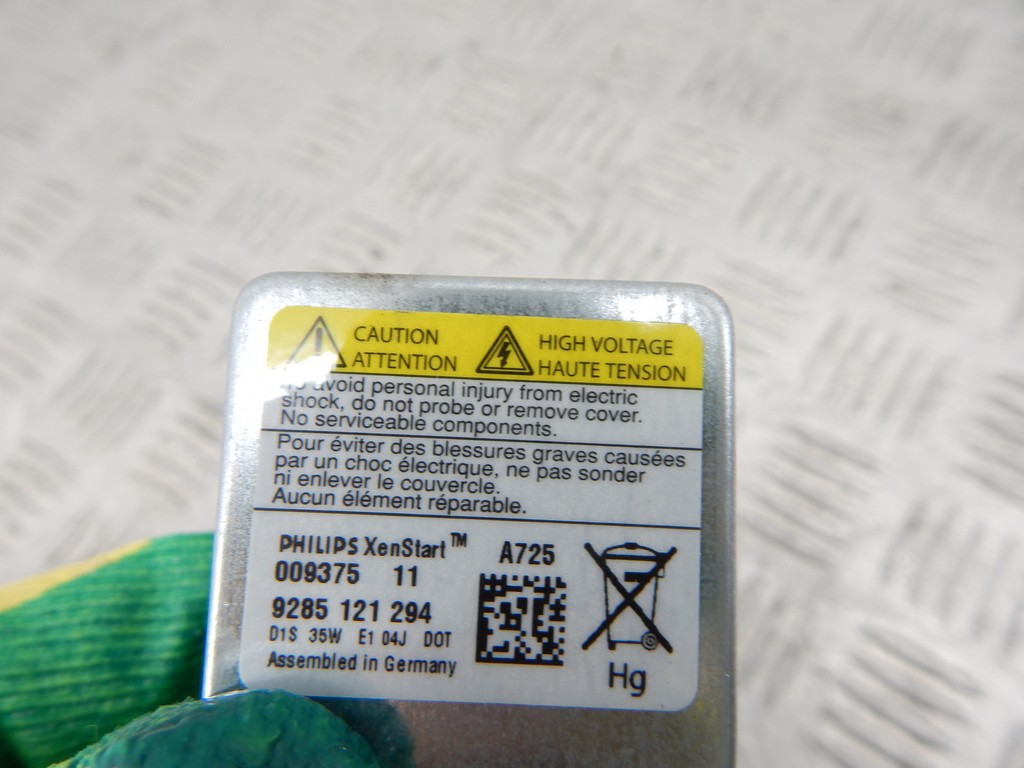 CAUTION
ATTENTION
HIGH VOLTAGE
HAUTE TENSION
avoid personal injury from electric
shock, do not probe or remove cover.
No serviceable components.
Pour éviter des blessures graves causées
par un choc électrique, ne pas sonder
ni enlever le couvercle.
Aucun élément réparable.
PHILIPS XenStart™ A725
009375 11
9285 121 294
D1S 35W E1 04J DOT
Assembled in Germany
Hg